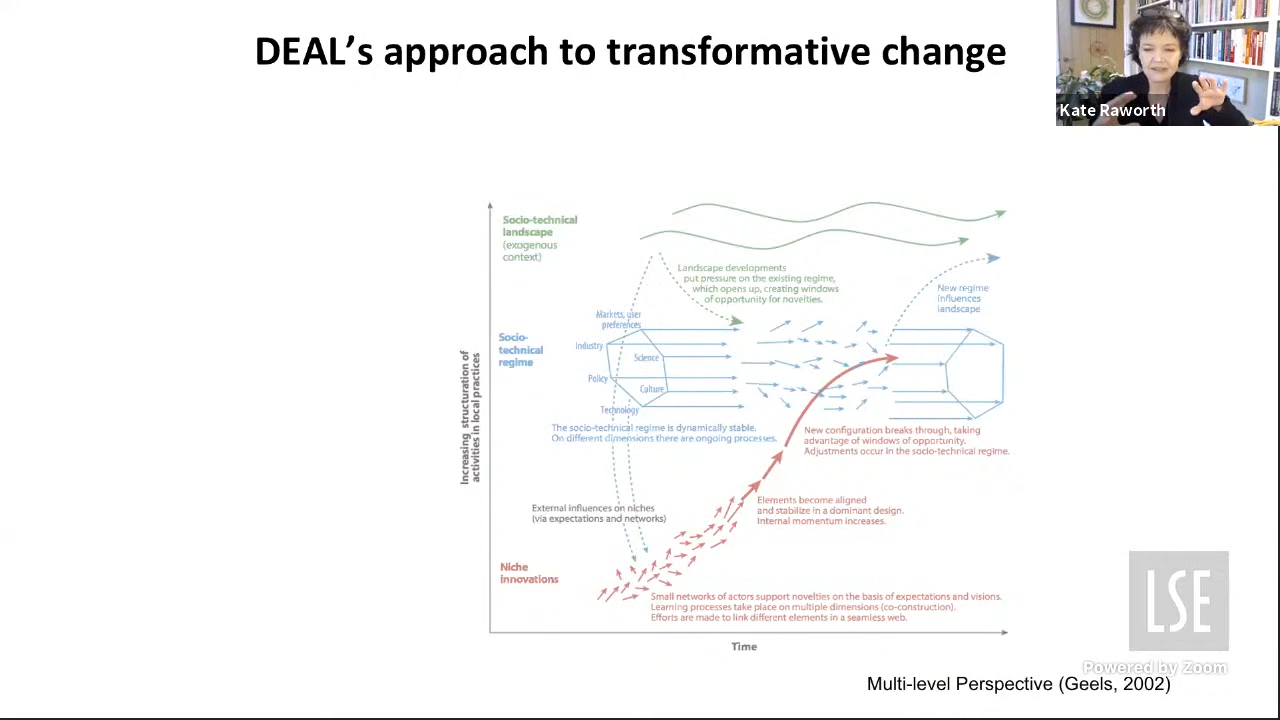 DEAL's approach to transformative change
Kate Raworth
Socio-technical
landscape
(exogenous
context)
Landscape developments
put pressure on the existing regime,
which opens up, creating windows
of opportunity for novelties.
New regime
influences
landscape
Markets, user
preferences
Socio-
technical
regime
Industry
Science
Policy
Culture
Technology
Increasing structuration of
activities in local practices
The socio-technical regime is dynamically stable.
On different dimensions there are ongoing processes.
New configuration breaks through, taking
advantage of windows of opportunity.
Adjustments occur in the socio-technical regime.
External influences on niches
(via expectations and networks)
Elements become aligned
and stabilize in a dominant design.
Internal momentum increases.
Niche
innovations
Small networks of actors support novelties on the basis of expectations and visions.
Learning processes take place on multiple dimensions (co-construction).
Efforts are made to link different elements in a seamless web.
Time
LSE
Powered by Zoom
Multi-level Perspective (Geels, 2002)